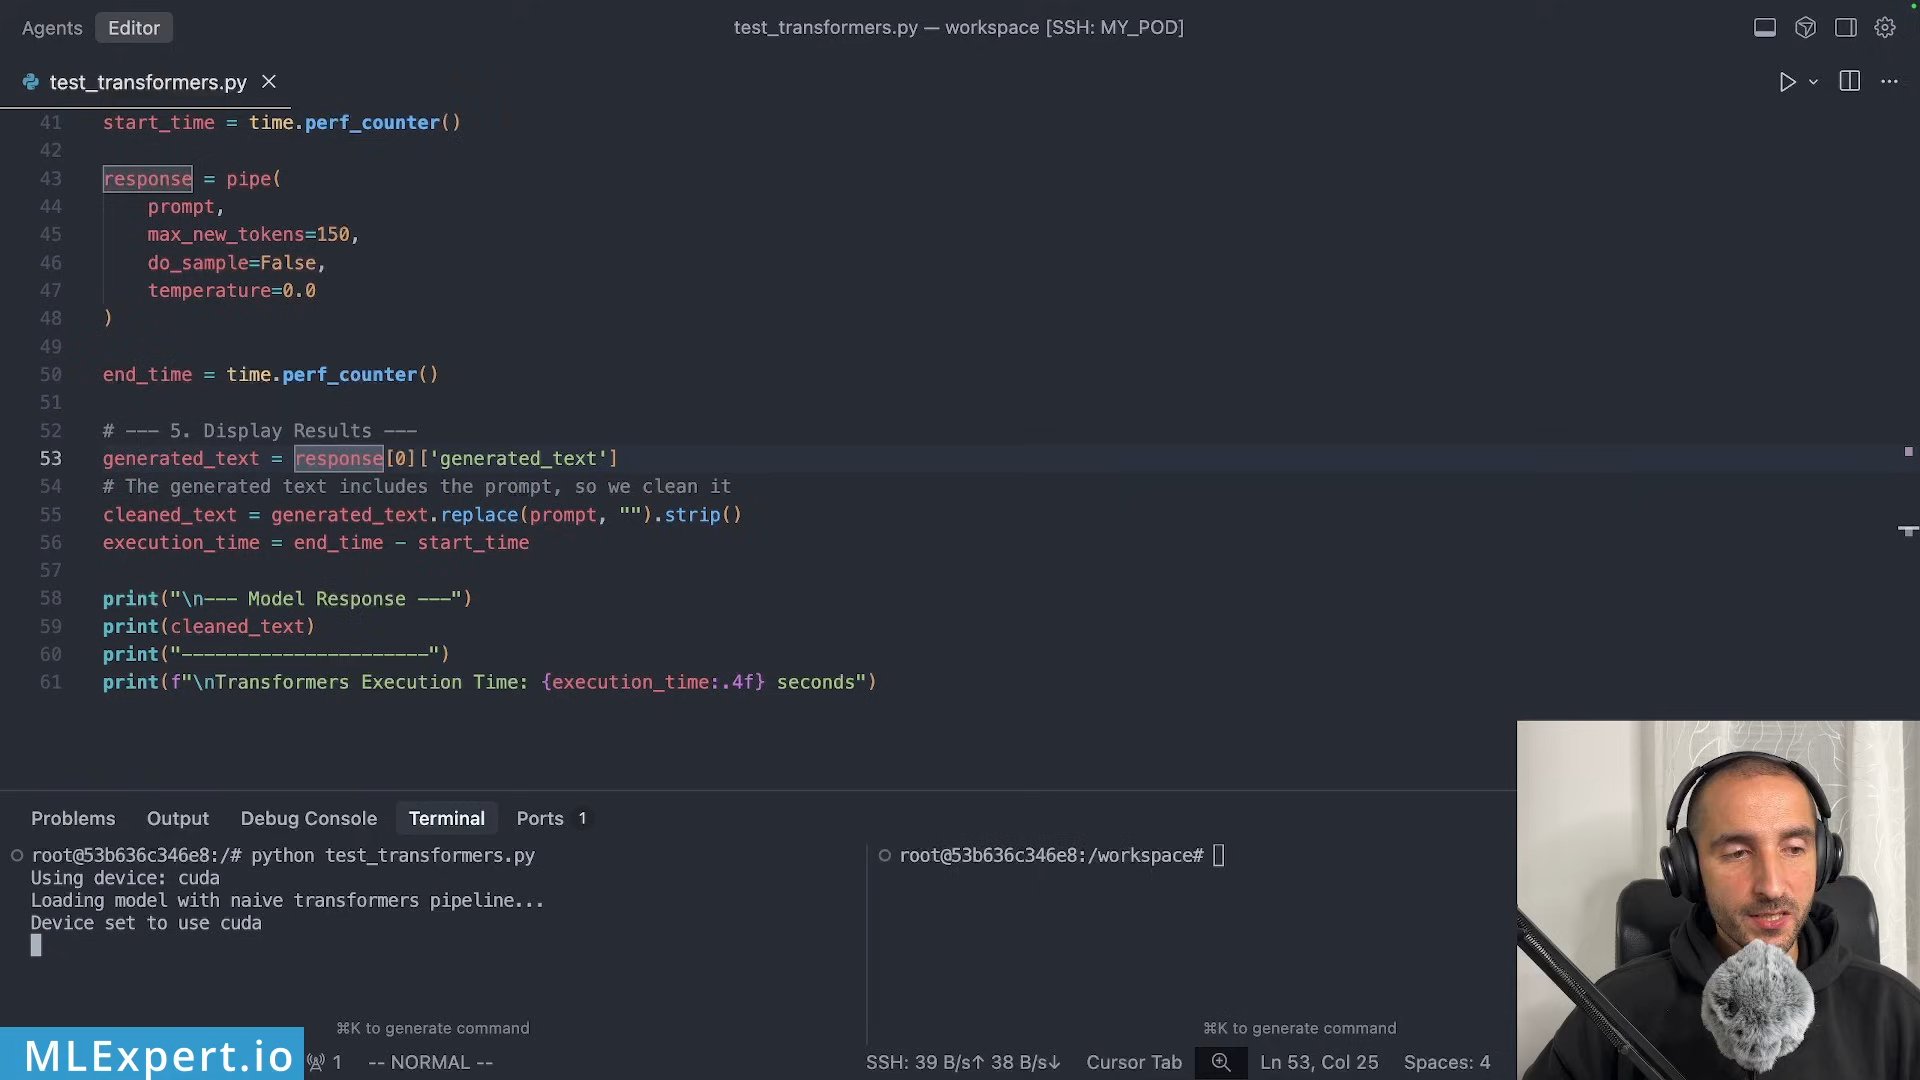 Agents Editor test_transformers.py — workspace [SSH: MY_POD]
test_transformers.py
41 start_time = time.perf_counter()
42
43 response = pipe(
44 prompt,
45 max_new_tokens=150,
46 do_sample=False,
47 temperature=0.0
48 )
49
50 end_time = time.perf_counter()
51
52 # --- 5. Display Results ---
53 generated_text = response[0]['generated_text']
54 # The generated text includes the prompt, so we clean it
55 cleaned_text = generated_text.replace(prompt, "").strip()
56 execution_time = end_time - start_time
57
58 print("\n--- Model Response ---")
59 print(cleaned_text)
60 print("----------------------")
61 print(f"\nTransformers Execution Time: {execution_time:.4f} seconds")
Problems Output Debug Console Terminal Ports 1
root@53b636c346e8:/# python test_transformers.py
Using device: cuda
Loading model with naive transformers pipeline...
Device set to use cuda
⌘K to generate command
root@53b636c346e8:/workspace#
⌘K to generate command
MLExpert.io
1 -- NORMAL -- SSH: 39 B/s↑ 38 B/s↓ Cursor Tab Ln 53, Col 25 Spaces: 4